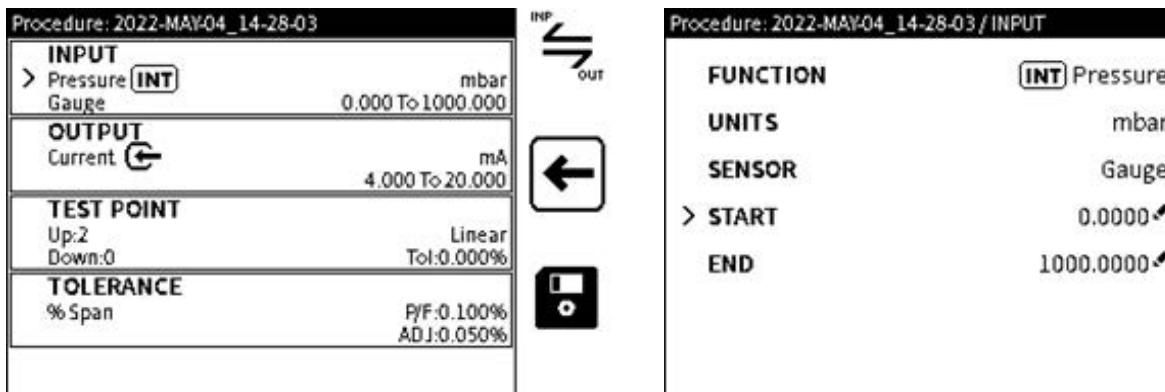 Procedure: 2022-MAY-04_14-28-03
INPUT
> Pressure INT mbar
Gauge 0.000 To 1000.000
OUTPUT
Current mA
4.000 To 20.000
TEST POINT
Up:2 Linear
Down:0 Tol:0.000%
TOLERANCE
% Span P/F:0.100%
ADJ:0.050%
INP
OUT
Procedure: 2022-MAY-04_14-28-03 / INPUT
FUNCTION INT Pressure
UNITS mbar
SENSOR Gauge
> START 0.0000
END 1000.0000